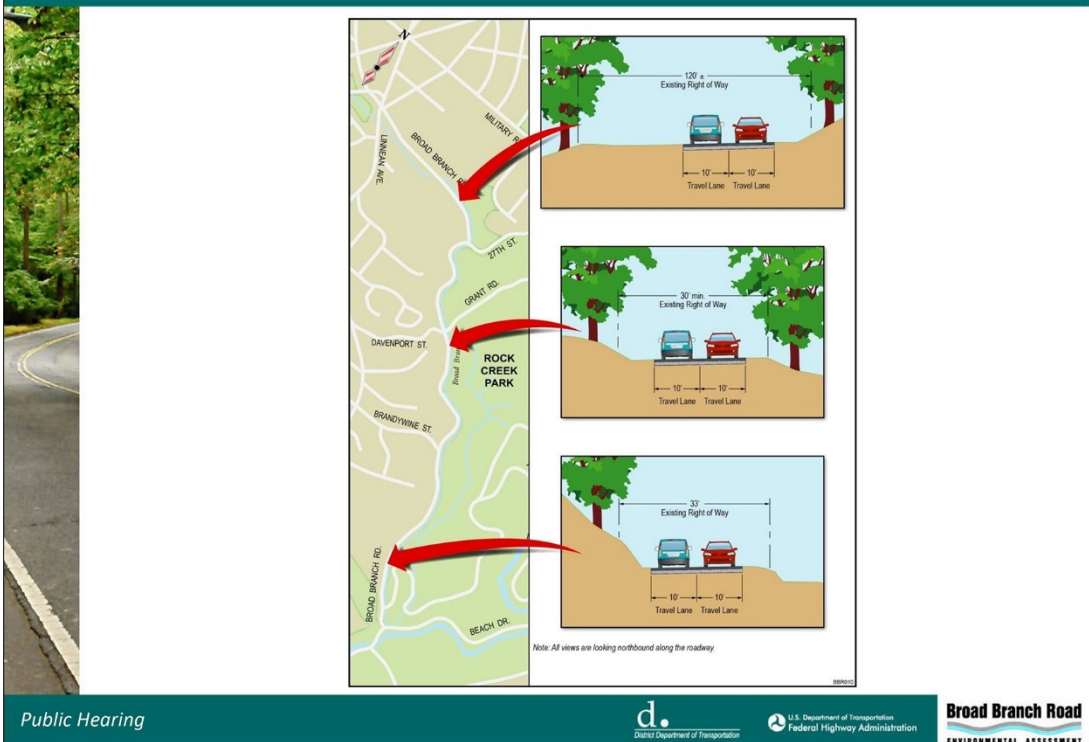 N
LINNEAN AVE.
BROAD BRANCH R
MILITARY R
27TH ST.
GRANT RD.
DAVENPORT ST.
Broad Bran
ROCK
CREEK
PARK
BRANDYWINE ST.
BROAD BRANCH RD.
BEACH DR.
120' ±
Existing Right of Way
10' 10'
Travel Lane Travel Lane
30' min.
Existing Right of Way
10' 10'
Travel Lane Travel Lane
33'
Existing Right of Way
10' 10'
Travel Lane Travel Lane
Note: All views are looking northbound along the roadway.
BBR01C
Public Hearing
d.
District Department of Transportation
U.S. Department of Transportation
Federal Highway Administration
Broad Branch Road
ENVIRONMENTAL ASSESSMENT